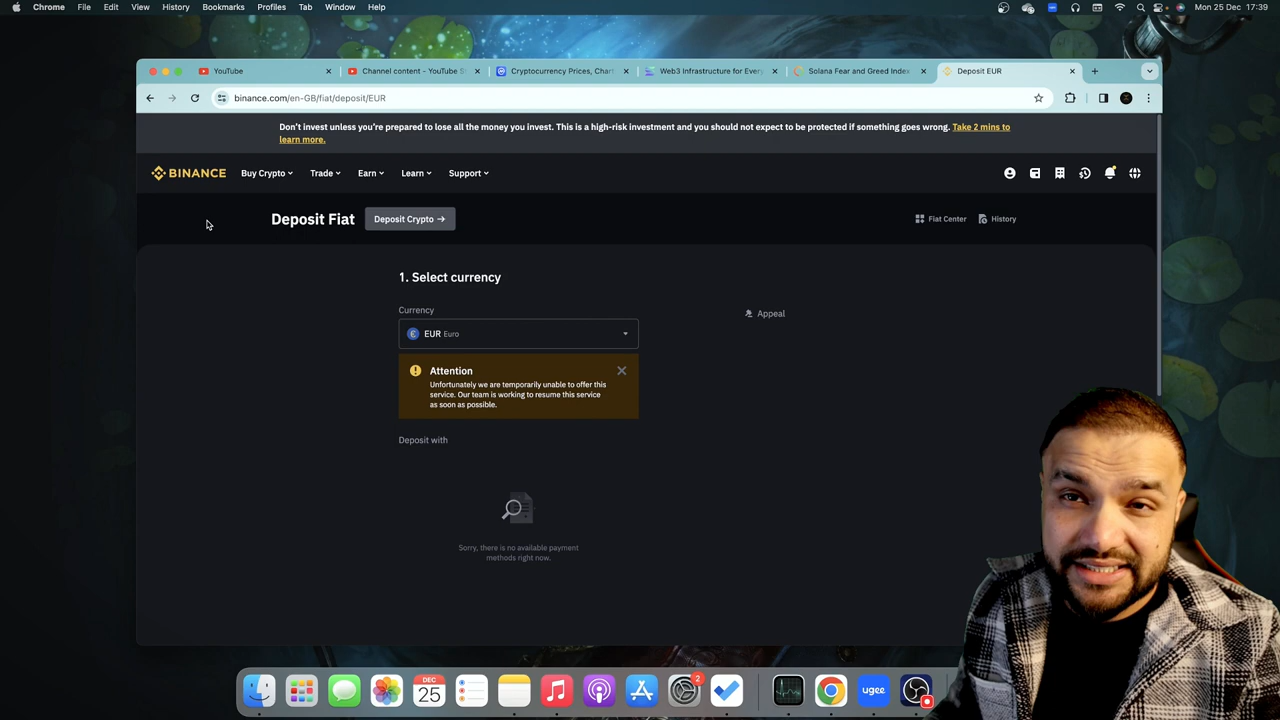 Chrome File Edit View History Bookmarks Profiles Tab Window Help Mon 25 Dec 17:39
YouTube Channel content - YouTube S Cryptocurrency Prices, Char Web3 Infrastructure for Every Solana Fear and Greed Index Deposit EUR
binance.com/en-GB/fiat/deposit/EUR
Don't invest unless you're prepared to lose all the money you invest. This is a high-risk investment and you should not expect to be protected if something goes wrong. Take 2 mins to
learn more.
BINANCE Buy Crypto Trade Earn Learn Support
Deposit Fiat Deposit Crypto → Fiat Center History
1. Select currency
Currency
Appeal
EUR Euro
Attention
Unfortunately we are temporarily unable to offer this
service. Our team is working to resume this service
as soon as possible.
Deposit with
Sorry, there is no available payment
methods right now.
DEC
25
2
ugee